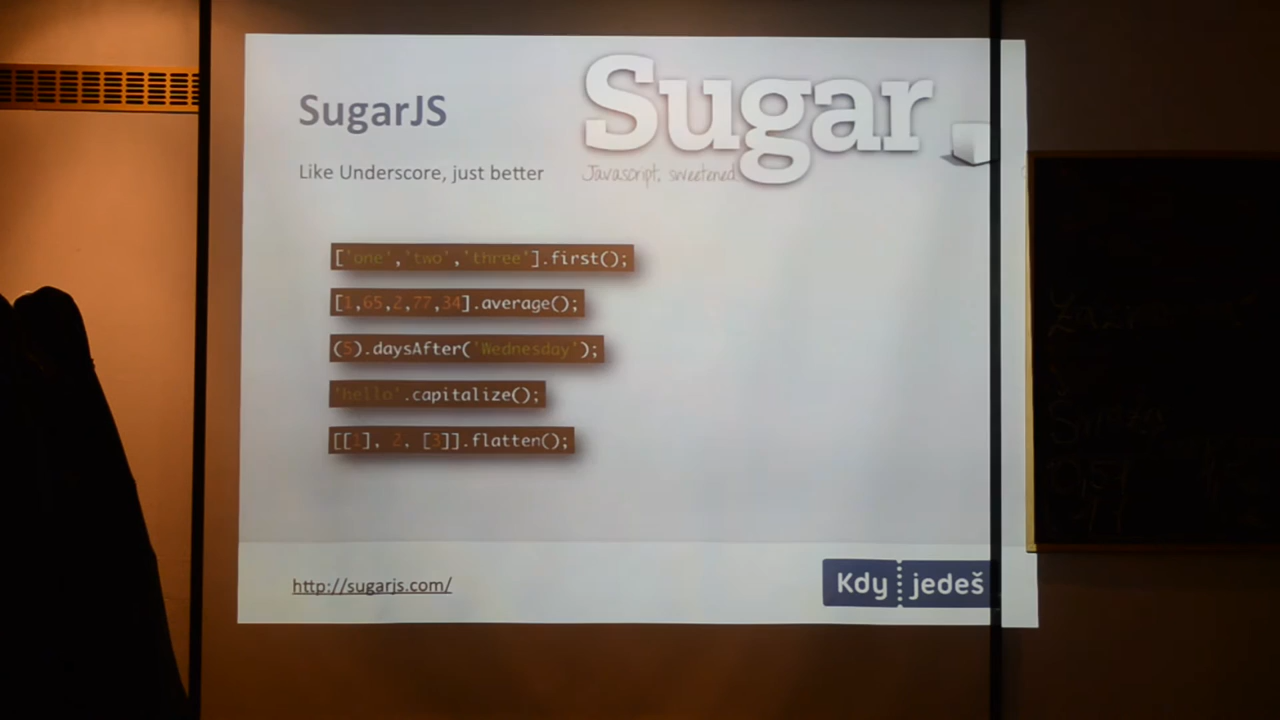 SugarJS
Sugar
Like Underscore, just better
Javascript, sweetened
['one','two','three'].first();
[1,65,2,77,34].average();
(5).daysAfter('Wednesday');
'hello'.capitalize();
[[1], 2, [3]].flatten();
http://sugarjs.com/
Kdy jedeš